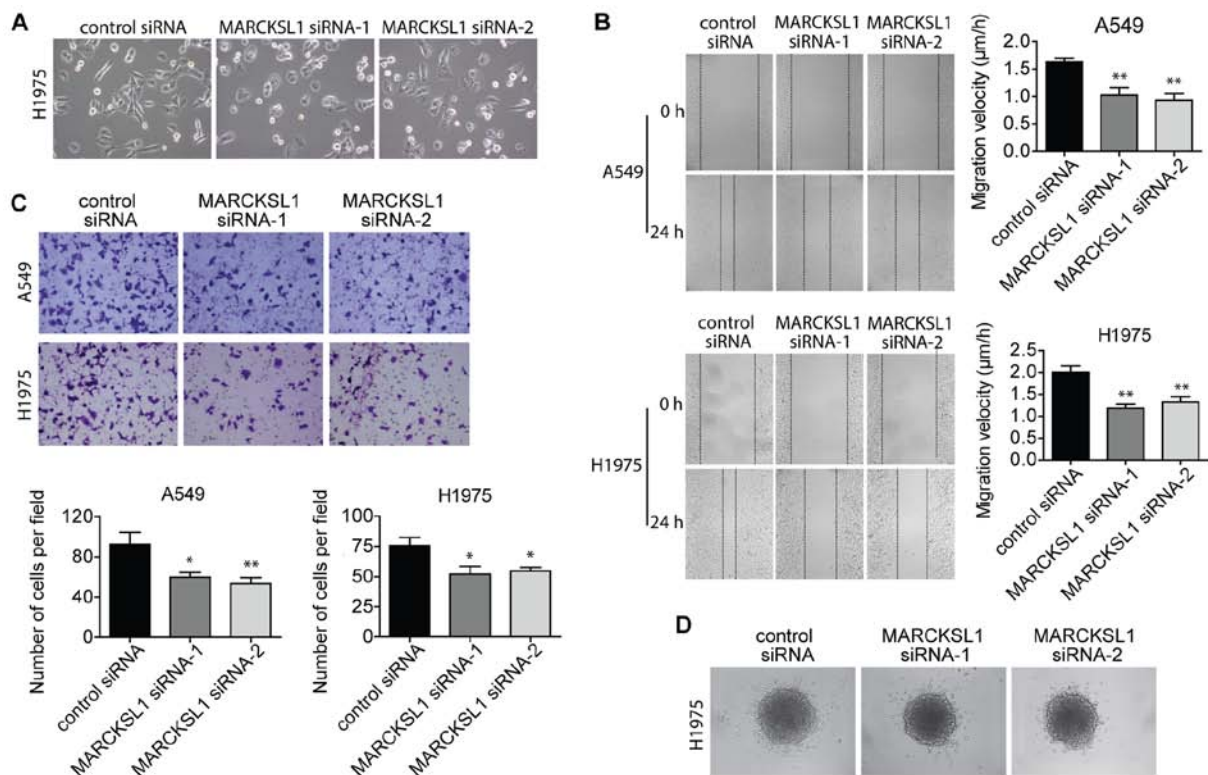 A
control siRNA MARCKSL1 siRNA-1 MARCKSL1 siRNA-2
H1975
B
control siRNA
MARCKSL1 siRNA-1
MARCKSL1 siRNA-2
A549
0 h
24 h
A549
Migration velocity (μm/h)
2.0
1.5
1.0
0.5
0.0
**
**
control siRNA
MARCKSL1 siRNA-1
MARCKSL1 siRNA-2
control siRNA
MARCKSL1 siRNA-1
MARCKSL1 siRNA-2
H1975
0 h
24 h
H1975
Migration velocity (μm/h)
2.5
2.0
1.5
1.0
0.5
0.0
**
**
control siRNA
MARCKSL1 siRNA-1
MARCKSL1 siRNA-2
C
control siRNA
MARCKSL1 siRNA-1
MARCKSL1 siRNA-2
A549
H1975
A549
Number of cells per field
120
80
40
0
*
**
control siRNA
MARCKSL1 siRNA-1
MARCKSL1 siRNA-2
H1975
Number of cells per field
100
75
50
25
0
*
*
control siRNA
MARCKSL1 siRNA-1
MARCKSL1 siRNA-2
D
control siRNA
MARCKSL1 siRNA-1
MARCKSL1 siRNA-2
H1975